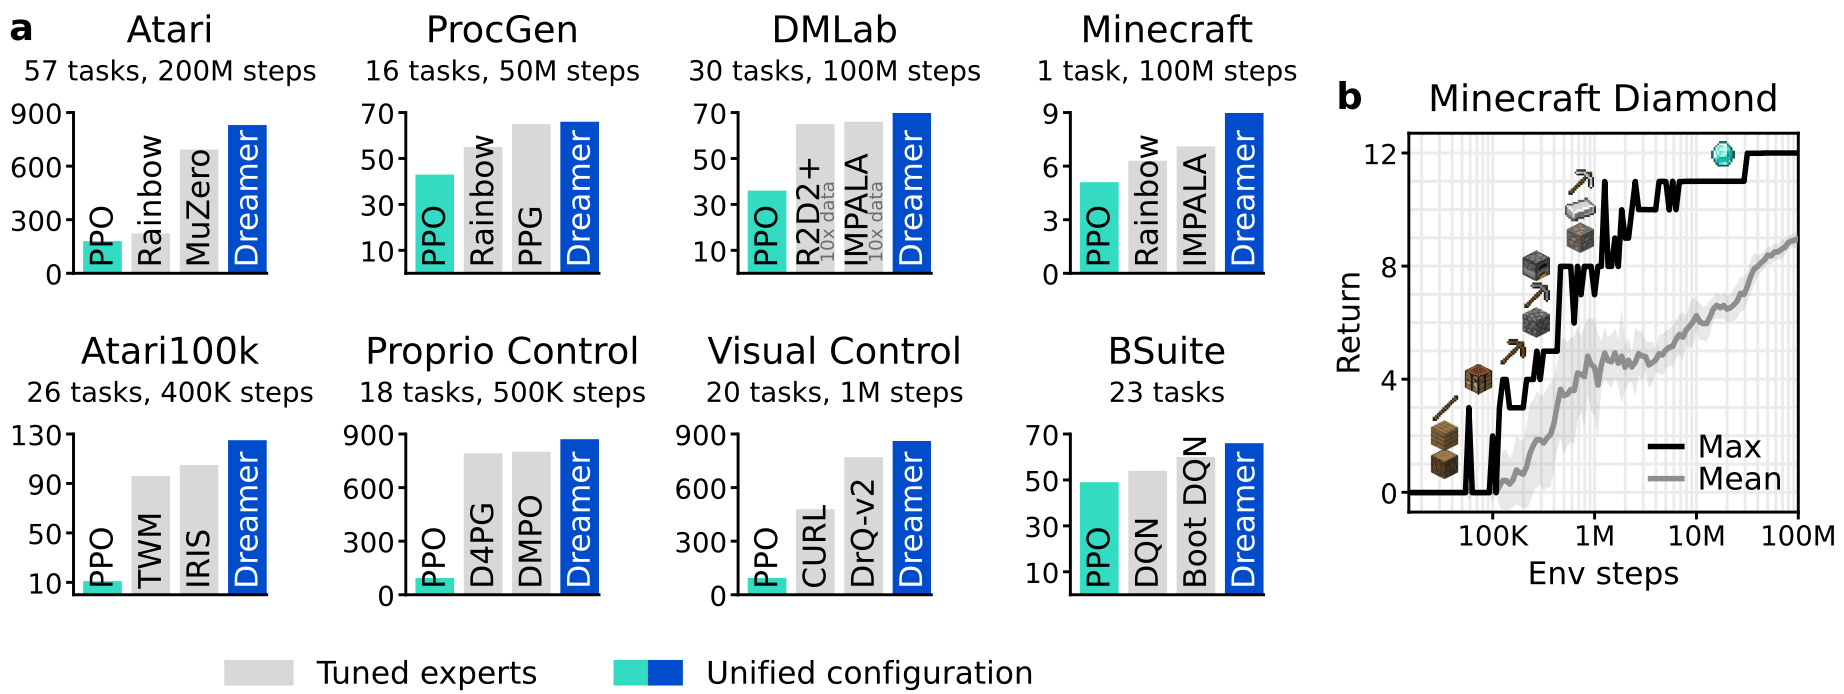 a
Atari
57 tasks, 200M steps
900
600
300
0
PPO
Rainbow
MuZero
Dreamer
ProcGen
16 tasks, 50M steps
70
50
30
10
PPO
Rainbow
PPG
Dreamer
DMLab
30 tasks, 100M steps
70
50
30
10
PPO
R2D2+
10x data
IMPALA
10x data
Dreamer
Minecraft
1 task, 100M steps
9
6
3
0
PPO
Rainbow
IMPALA
Dreamer
Atari100k
26 tasks, 400K steps
130
90
50
10
PPO
TWM
IRIS
Dreamer
Proprio Control
18 tasks, 500K steps
900
600
300
0
PPO
D4PG
DMPO
Dreamer
Visual Control
20 tasks, 1M steps
900
600
300
0
PPO
CURL
DrQ-v2
Dreamer
BSuite
23 tasks
70
50
30
10
PPO
DQN
Boot DQN
Dreamer
Tuned experts
Unified configuration
b
Minecraft Diamond
Return
12
8
4
0
Max
Mean
100K
1M
10M
100M
Env steps